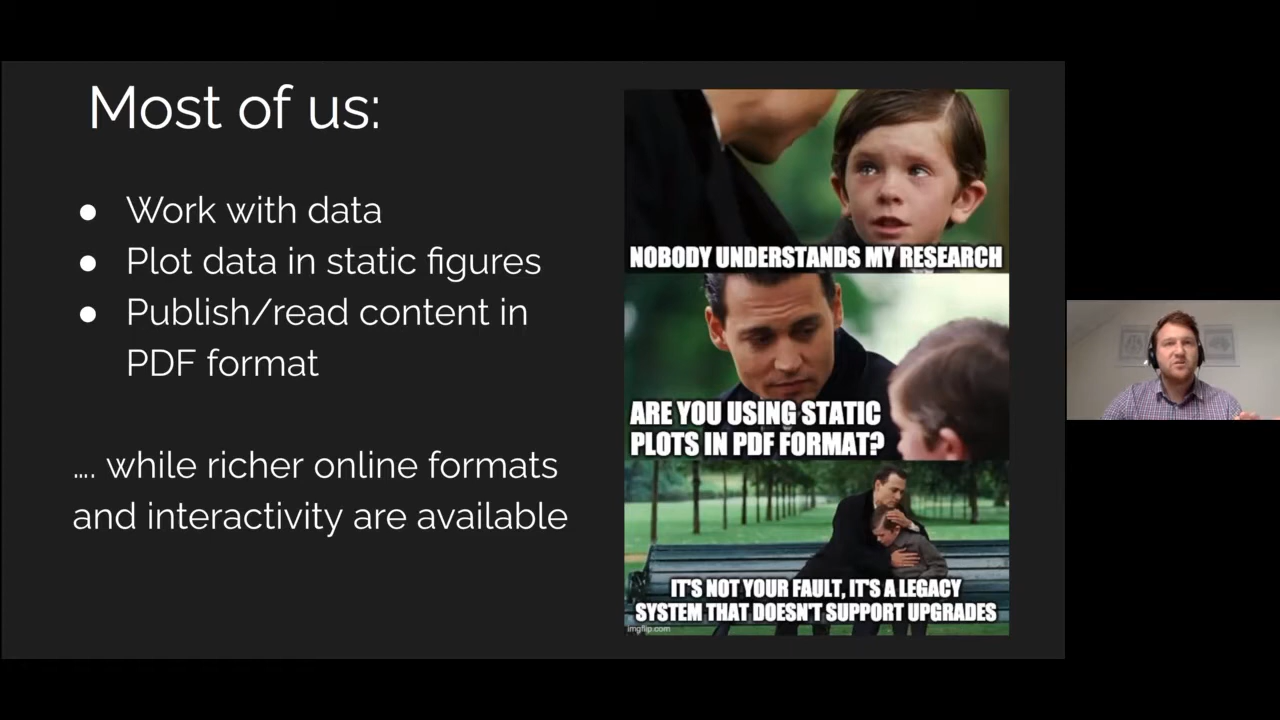 Most of us:
● Work with data
● Plot data in static figures
● Publish/read content in
PDF format
.... while richer online formats
and interactivity are available
NOBODY UNDERSTANDS MY RESEARCH
ARE YOU USING STATIC
PLOTS IN PDF FORMAT?
IT'S NOT YOUR FAULT, IT'S A LEGACY
SYSTEM THAT DOESN'T SUPPORT UPGRADES
imgflip.com